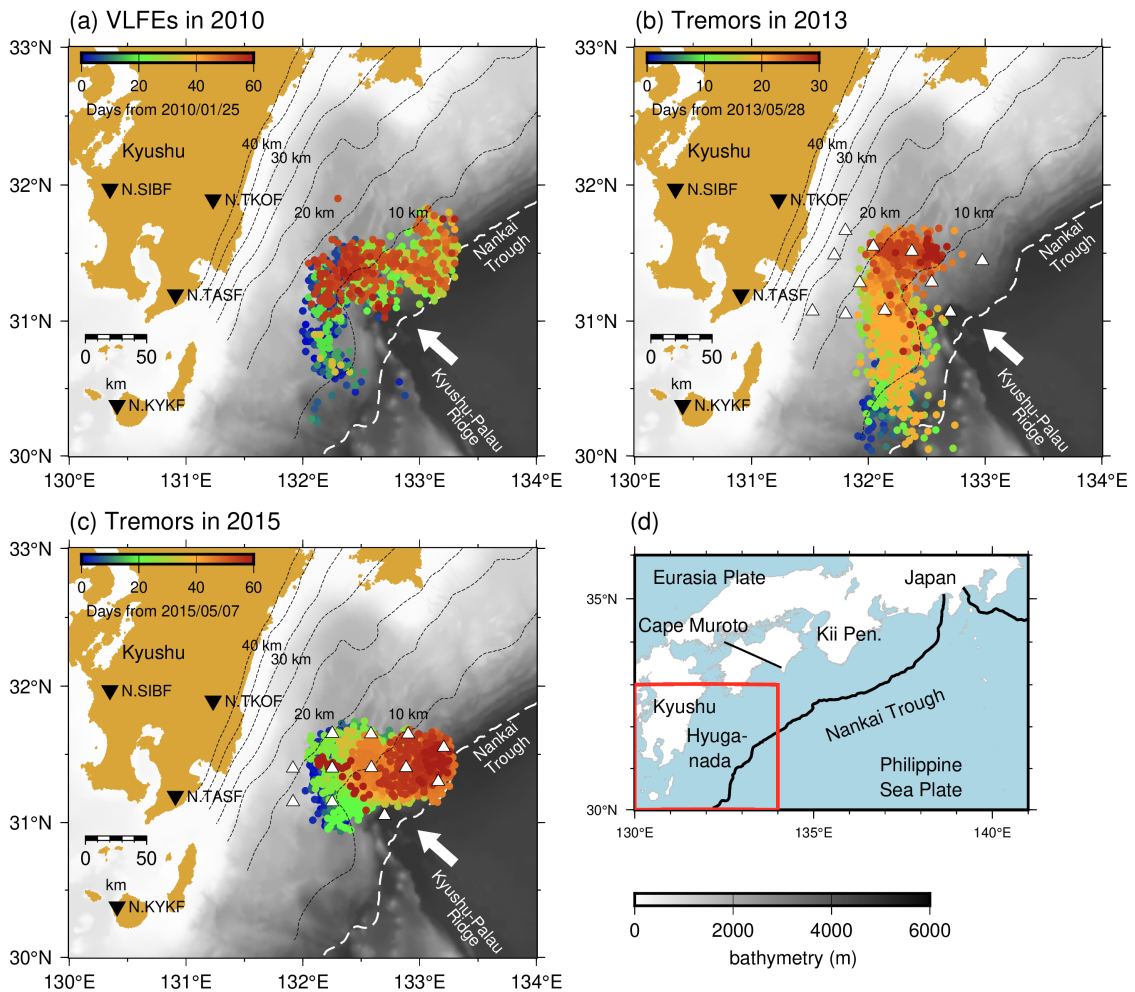 (a) VLFEs in 2010
33°N
32°N
31°N
30°N
130°E
131°E
132°E
133°E
134°E
0 20 40 60
Days from 2010/01/25
Kyushu
40 km
30 km
20 km
10 km
N.SIBF
N.TKOF
N.TASF
N.KYKF
0 50
km
Nankai
Trough
Kyushu-Palau
Ridge
(b) Tremors in 2013
33°N
32°N
31°N
30°N
130°E
131°E
132°E
133°E
134°E
0 10 20 30
Days from 2013/05/28
Kyushu
40 km
30 km
20 km
10 km
N.SIBF
N.TKOF
N.TASF
N.KYKF
0 50
km
Nankai
Trough
Kyushu-Palau
Ridge
(c) Tremors in 2015
33°N
32°N
31°N
30°N
130°E
131°E
132°E
133°E
134°E
0 20 40 60
Days from 2015/05/07
Kyushu
40 km
30 km
20 km
10 km
N.SIBF
N.TKOF
N.TASF
N.KYKF
0 50
km
Nankai
Trough
Kyushu-Palau
Ridge
(d)
35°N
30°N
130°E
135°E
140°E
Eurasia Plate
Japan
Cape Muroto
Kii Pen.
Kyushu
Hyuga-
nada
Nankai Trough
Philippine
Sea Plate
0 2000 4000 6000
bathymetry (m)